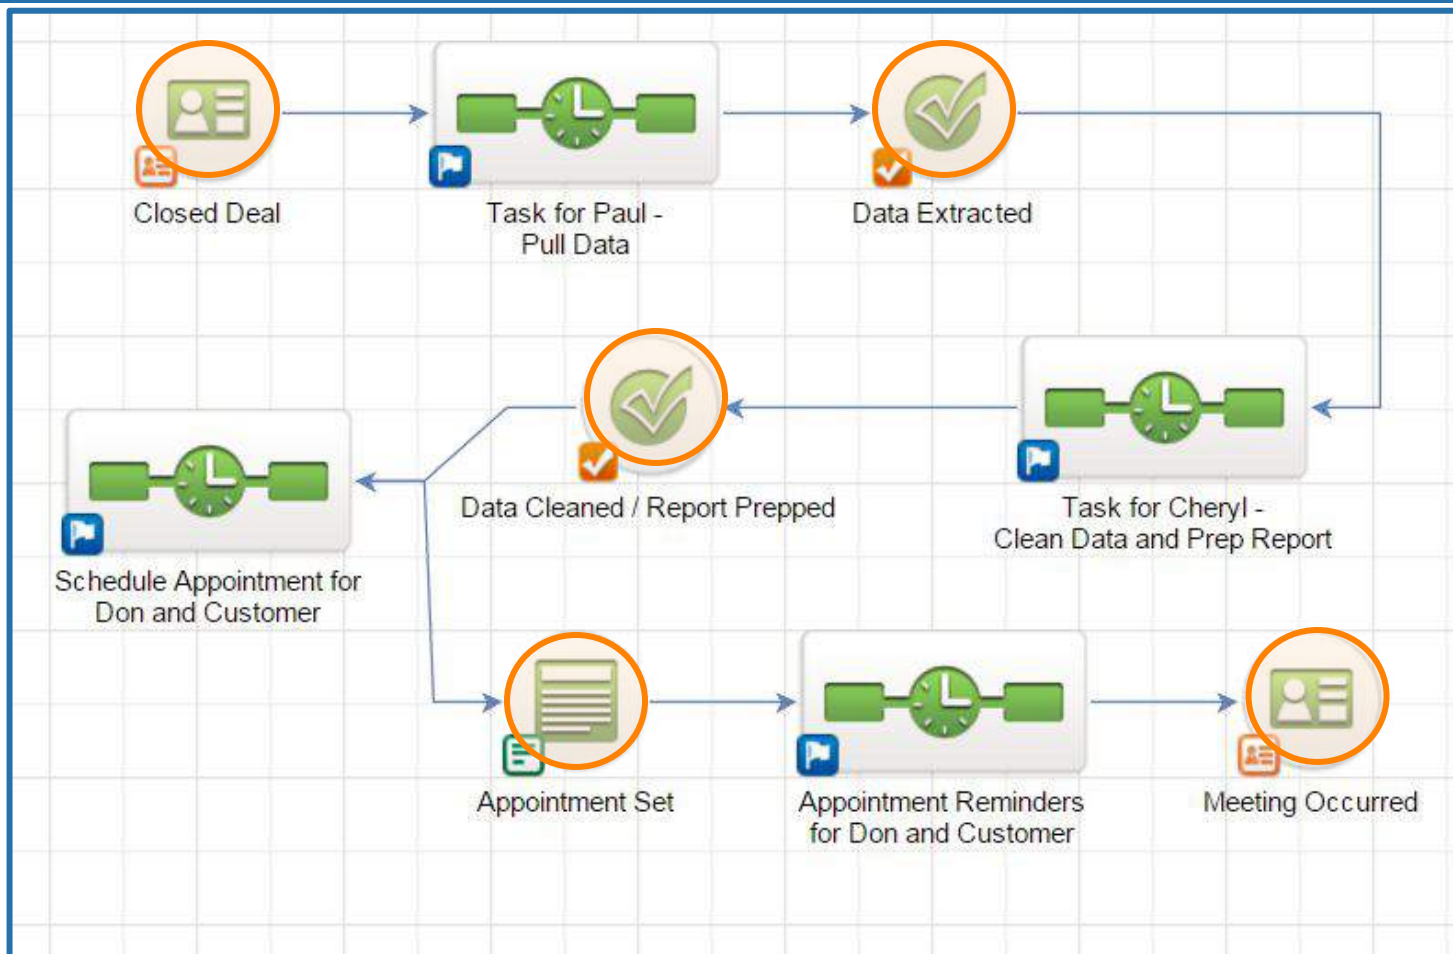 Closed Deal
Task for Paul -
Pull Data
Data Extracted
Data Cleaned / Report Prepped
Task for Cheryl -
Clean Data and Prep Report
Schedule Appointment for
Don and Customer
Appointment Set
Appointment Reminders
for Don and Customer
Meeting Occurred